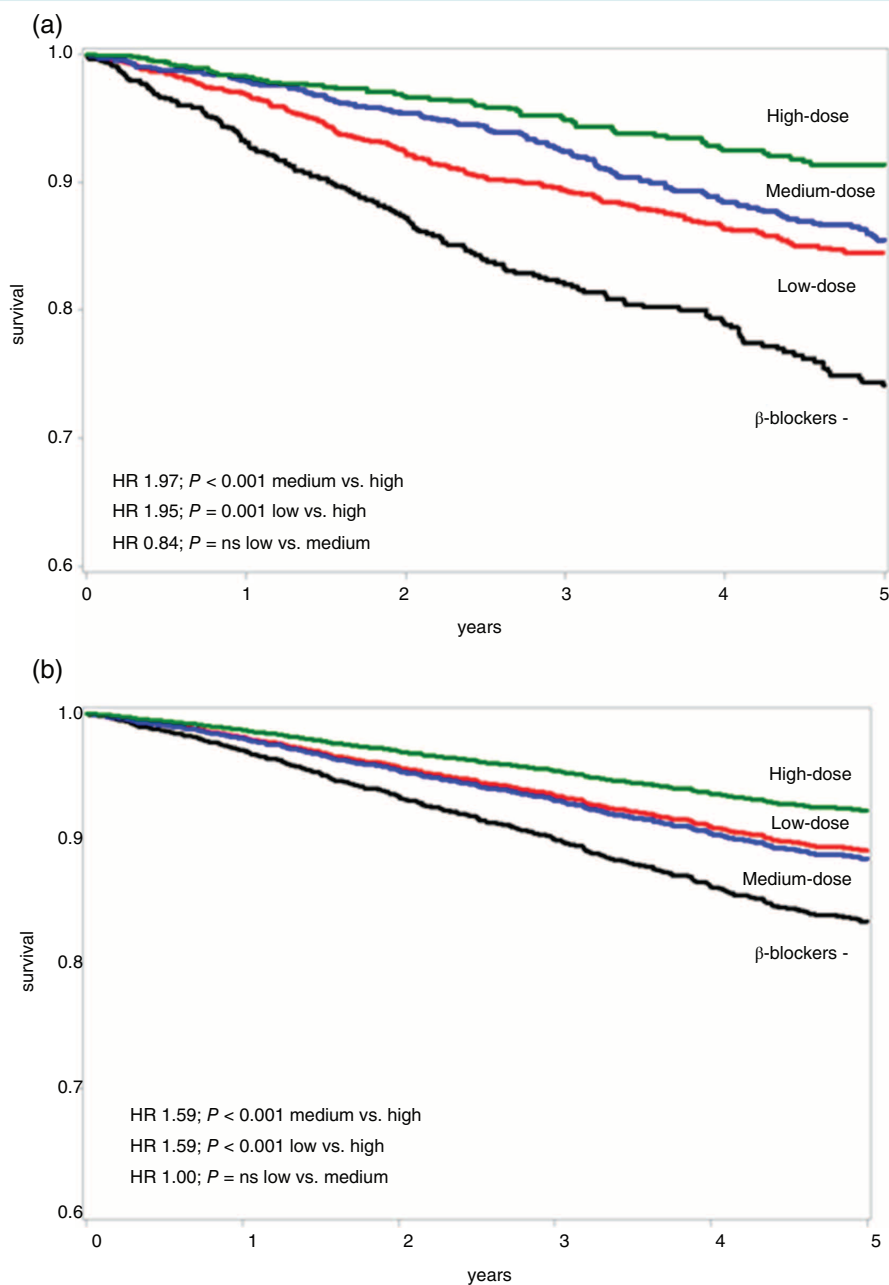 (a)
1.0
0.9
0.8
0.7
0.6
survival
High-dose
Medium-dose
Low-dose
β-blockers -
HR 1.97; P < 0.001 medium vs. high
HR 1.95; P = 0.001 low vs. high
HR 0.84; P = ns low vs. medium
0 1 2 3 4 5
years
(b)
1.0
0.9
0.8
0.7
0.6
survival
High-dose
Low-dose
Medium-dose
β-blockers -
HR 1.59; P < 0.001 medium vs. high
HR 1.59; P < 0.001 low vs. high
HR 1.00; P = ns low vs. medium
0 1 2 3 4 5
years